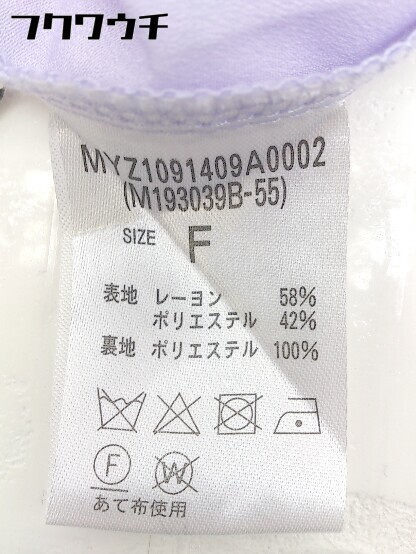 フクワウチ
MYZ1091409A0002
(M193039B-55)
SIZE F
表地 レーヨン 58%
ポリエステル 42%
裏地 ポリエステル 100%
F W
あて布使用